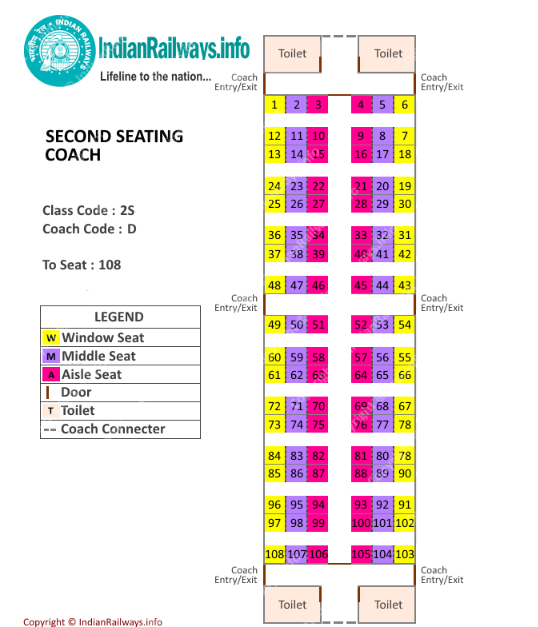 भारतीय रेल INDIAN RAILWAYS
IndianRailways.info
Lifeline to the nation...
SECOND SEATING
COACH
Class Code : 2S
Coach Code : D
To Seat : 108
LEGEND
W Window Seat
M Middle Seat
A Aisle Seat
Door
T Toilet
Coach Connecter
Toilet Toilet
Coach Coach
Entry/Exit Entry/Exit
1 2 3 4 5 6
12 11 10 9 8 7
13 14 15 16 17 18
24 23 22 21 20 19
25 26 27 28 29 30
36 35 34 33 32 31
37 38 39 40 41 42
48 47 46 45 44 43
Coach Coach
Entry/Exit Entry/Exit
49 50 51 52 53 54
60 59 58 57 56 55
61 62 63 64 65 66
72 71 70 69 68 67
73 74 75 76 77 78
84 83 82 81 80 78
85 86 87 88 89 90
96 95 94 93 92 91
97 98 99 100 101 102
108 107 106 105 104 103
Coach Coach
Entry/Exit Entry/Exit
Toilet Toilet
Copyright © IndianRailways.info